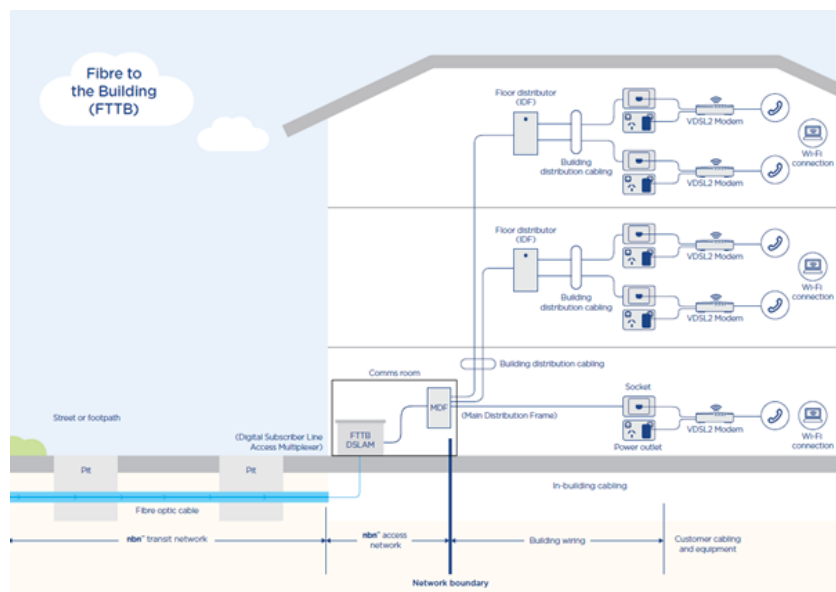 Fibre to
the Building
(FTTB)
Floor distributor
(IDF)
Building
distribution cabling
VDSL2 Modem
VDSL2 Modem
Wi-Fi
connection
Floor distributor
(IDF)
Building
distribution cabling
VDSL2 Modem
VDSL2 Modem
Wi-Fi
connection
Building distribution cabling
Comms room
MDF
(Main Distribution Frame)
Socket
Power outlet
VDSL2 Modem
Wi-Fi
connection
Street or footpath
(Digital Subscriber Line
Access Multiplexer)
FTTB
DSLAM
Pit
Pit
In-building cabling
Fibre optic cable
nbn™ transit network
nbn™ access
network
Building wiring
Customer cabling
and equipment
Network boundary